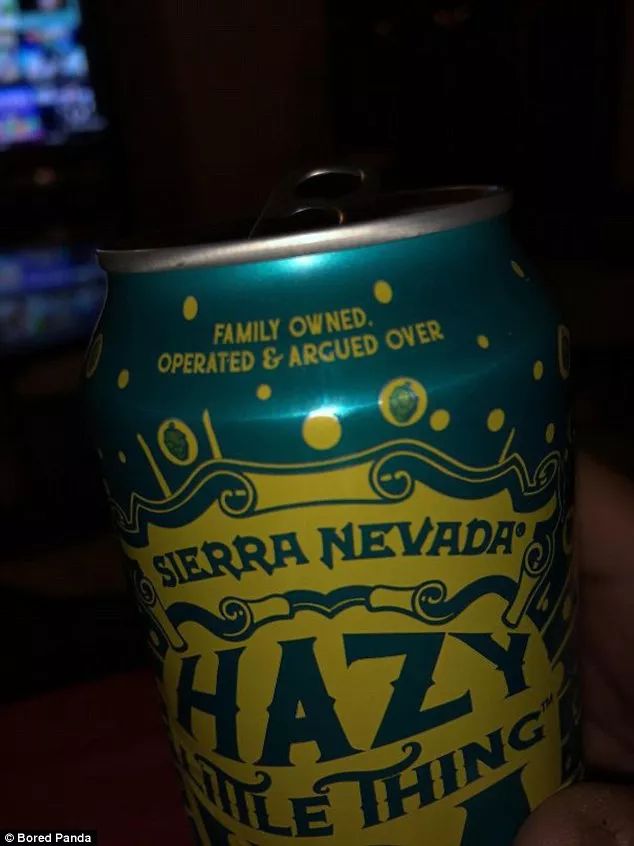 FAMILY OWNED,
OPERATED & ARGUED OVER
SIERRA NEVADA®
HAZY
LITTLE THING™
© Bored Panda